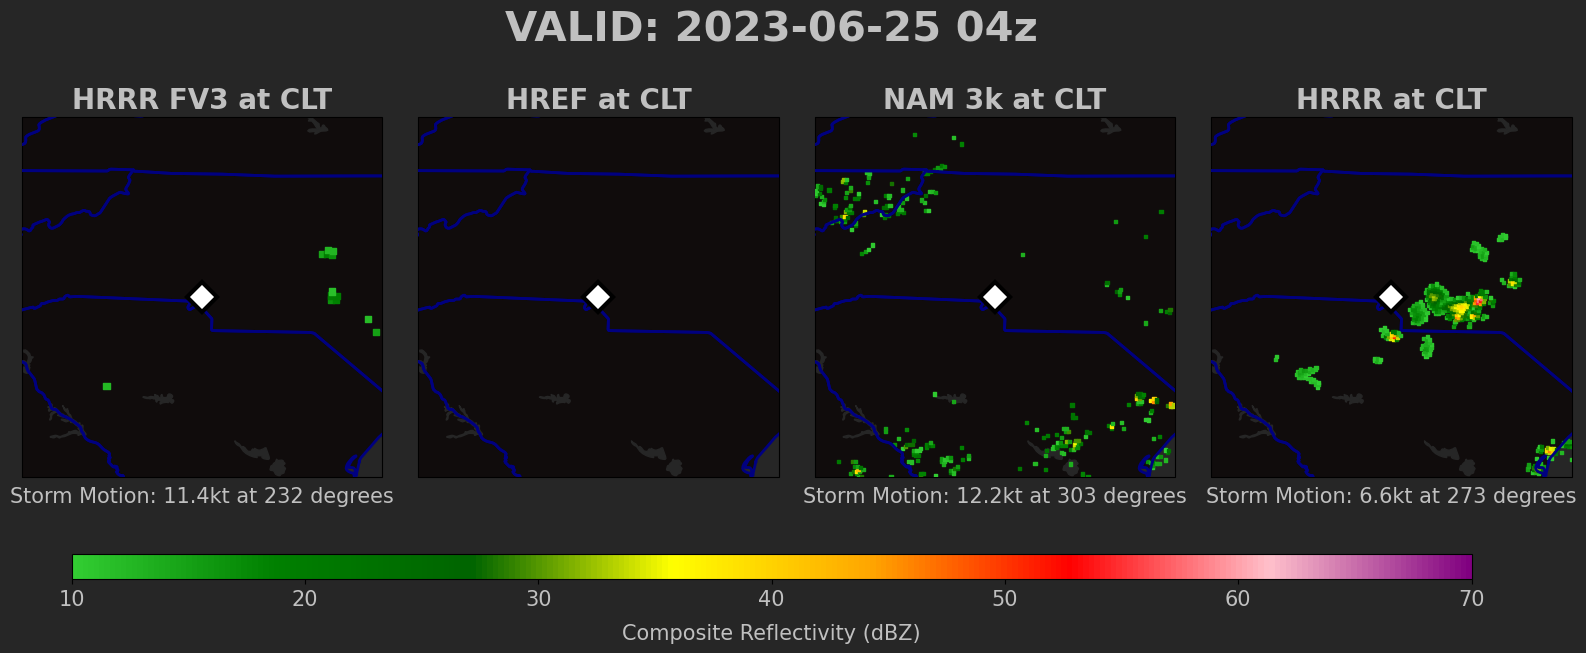 VALID: 2023-06-25 04z
HRRR FV3 at CLT
HREF at CLT
NAM 3k at CLT
HRRR at CLT
Storm Motion: 11.4kt at 232 degrees
Storm Motion: 12.2kt at 303 degrees
Storm Motion: 6.6kt at 273 degrees
10 20 30 40 50 60 70
Composite Reflectivity (dBZ)